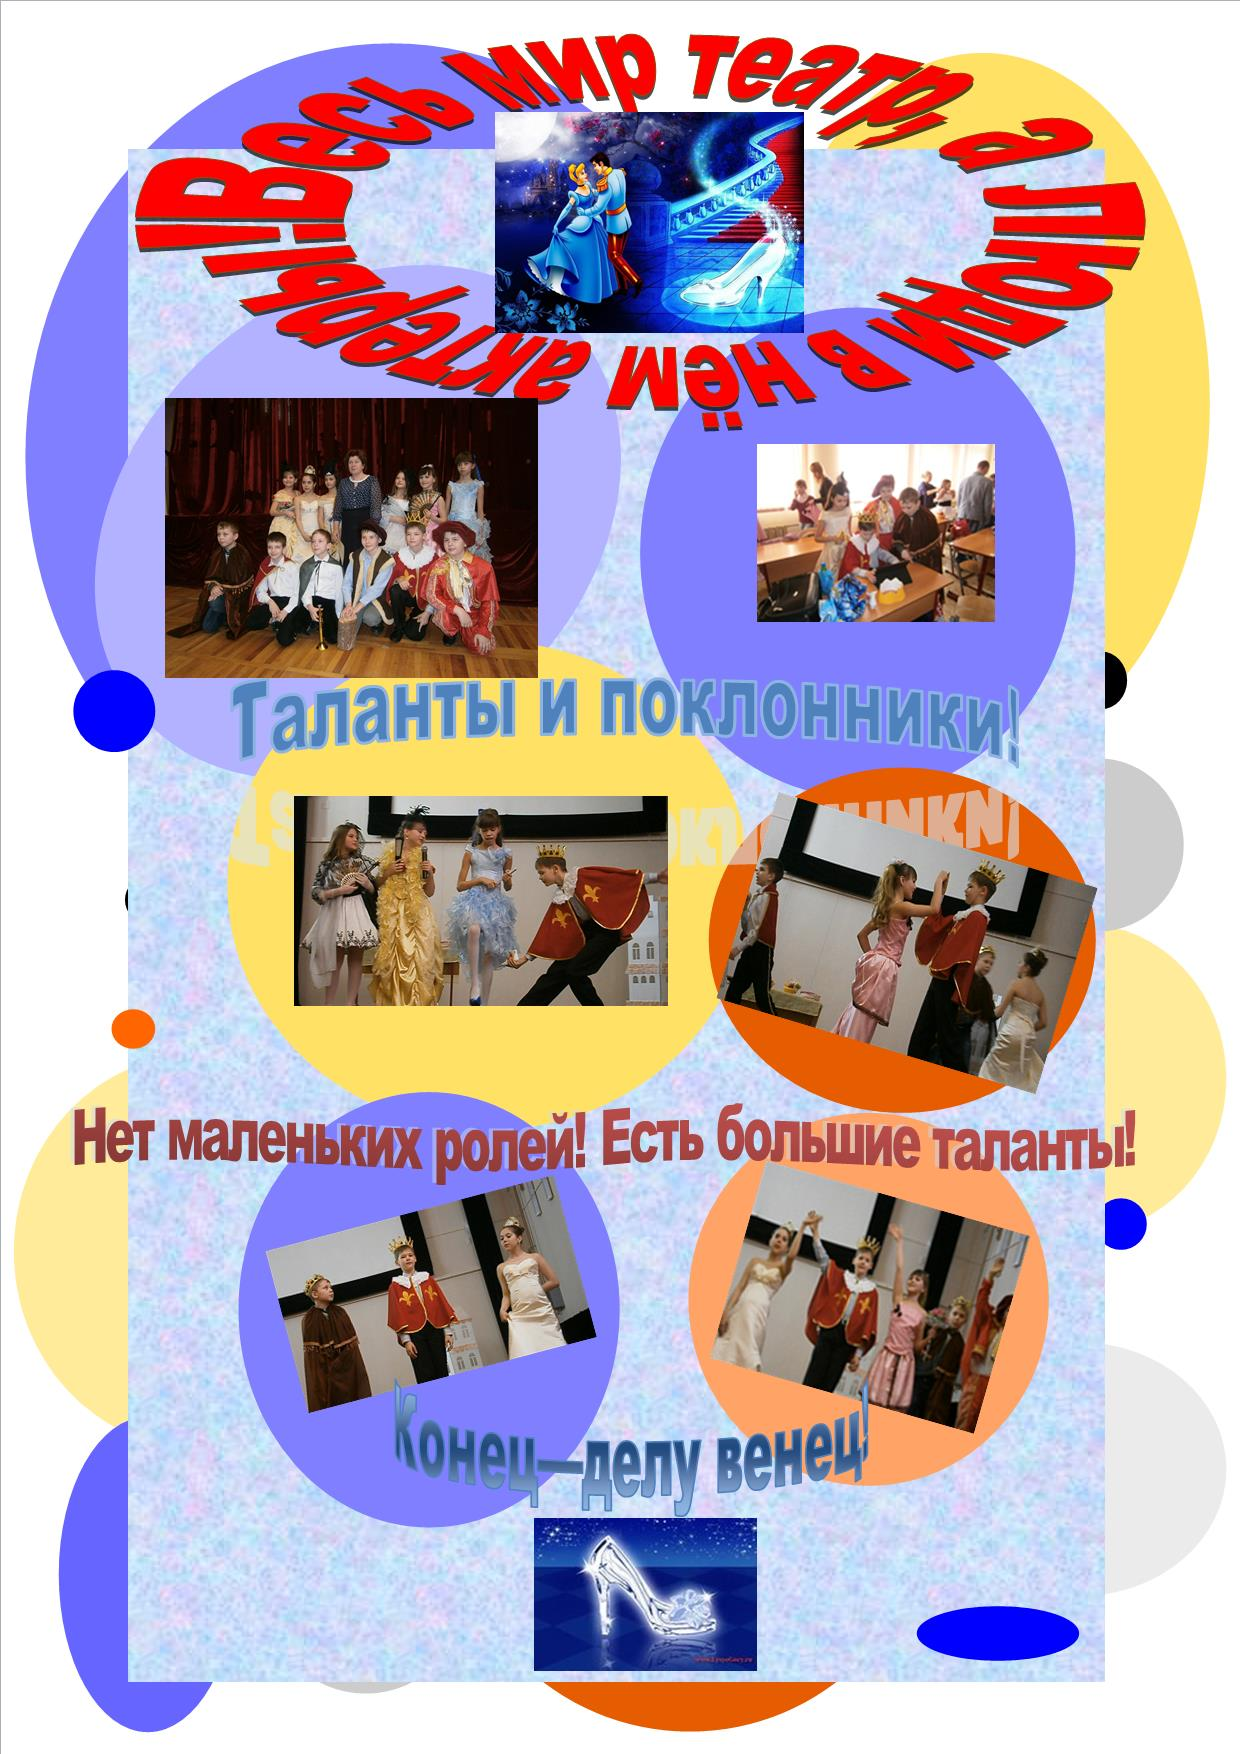 Весь мир театр, а люди в нём актеры!
Таланты и поклонники!
Нет маленьких ролей! Есть большие таланты!
Конец—делу венец!